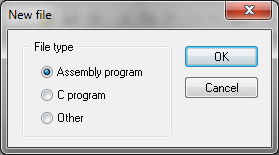 New file
File type
Assembly program
C program
Other
OK
Cancel